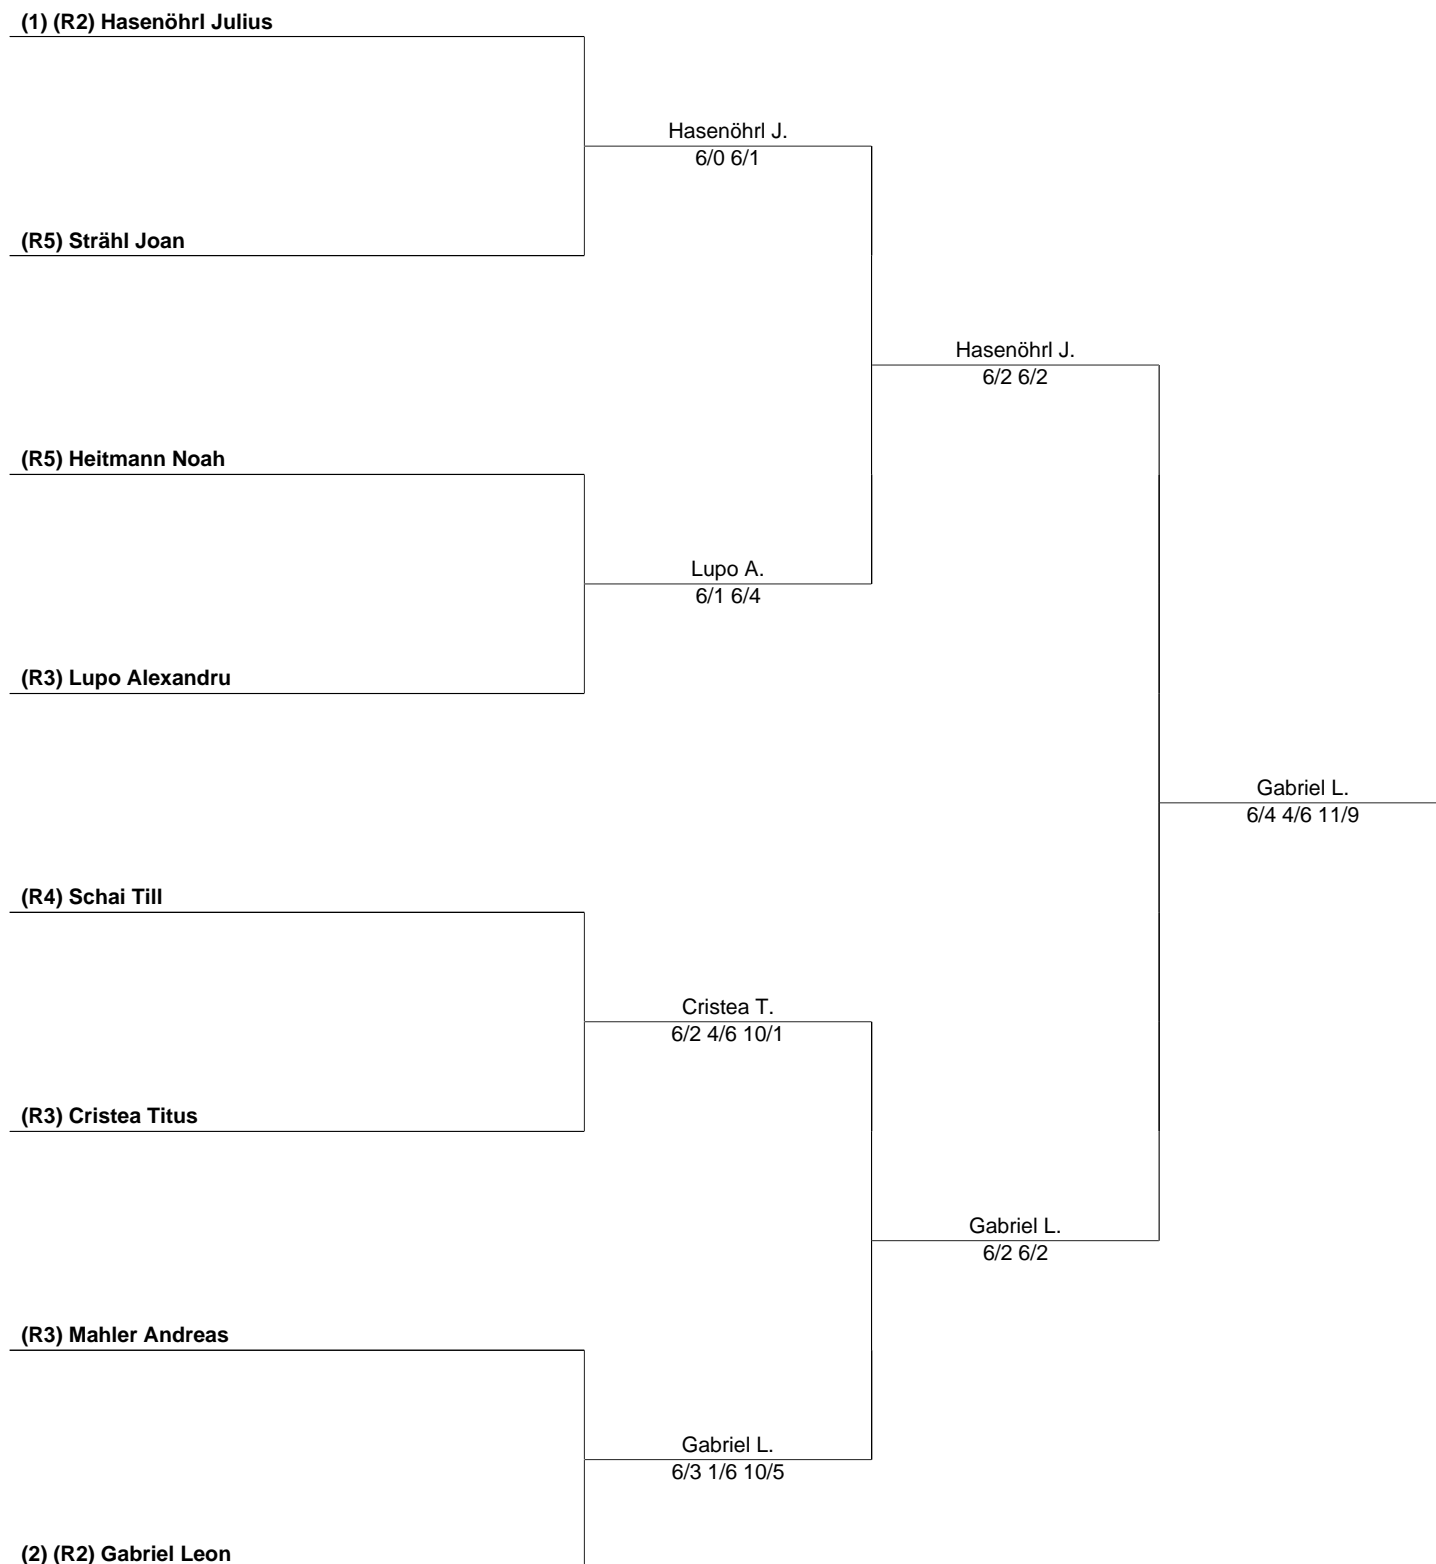 (1) (R2) Hasenöhrl Julius
Hasenöhrl J.
6/0 6/1
(R5) Strähl Joan
Hasenöhrl J.
6/2 6/2
(R5) Heitmann Noah
Lupo A.
6/1 6/4
(R3) Lupo Alexandru
Gabriel L.
6/4 4/6 11/9
(R4) Schai Till
Cristea T.
6/2 4/6 10/1
(R3) Cristea Titus
Gabriel L.
6/2 6/2
(R3) Mahler Andreas
Gabriel L.
6/3 1/6 10/5
(2) (R2) Gabriel Leon